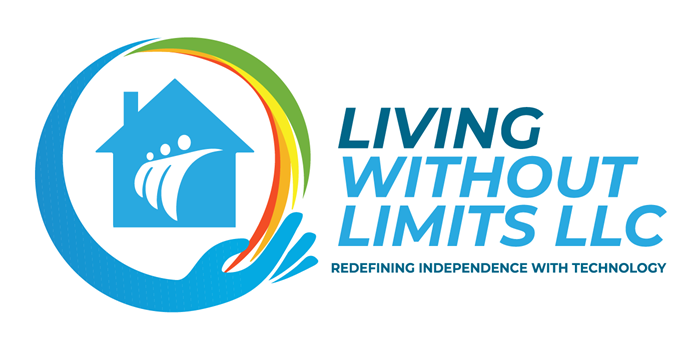 LIVING
WITHOUT
LIMITS LLC
REDEFINING INDEPENDENCE WITH TECHNOLOGY